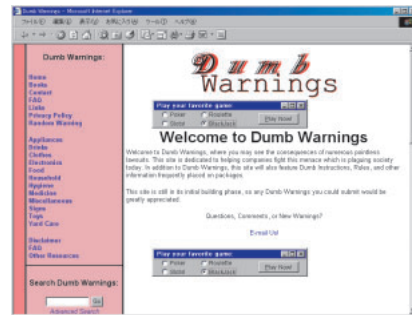 Dumb Warnings - Microsoft Internet Explorer
Dumb Warnings:
Home
Books
Contact
FAQ
Links
Privacy Policy
Random Warning
Appliances
Drinks
Clothes
Electronics
Food
Household
Hygiene
Medicine
Miscellaneous
Signs
Toys
Yard Care
Disclaimer
FAQ
Other Resources
Search Dumb Warnings:
Go
Advanced Search
Dumb
Warnings
Play your favorite game:
Poker Roulette
Slots BlackJack
Play Now!
Welcome to Dumb Warnings
Welcome to Dumb Warnings, where you may see the consequences of numerous pointless
lawsuits. This site is dedicated to helping companies fight this menace which is plaguing society
today. In addition to Dumb Warnings, this site will also feature Dumb Instructions, Rules, and other
information frequently placed on packages.
This site is still in its initial building phase, so any Dumb Warnings you could submit would be
greatly appreciated.
Questions, Comments, or New Warnings?
E-mail Us!
Play your favorite game:
Poker Roulette
Slots BlackJack
Play Now!